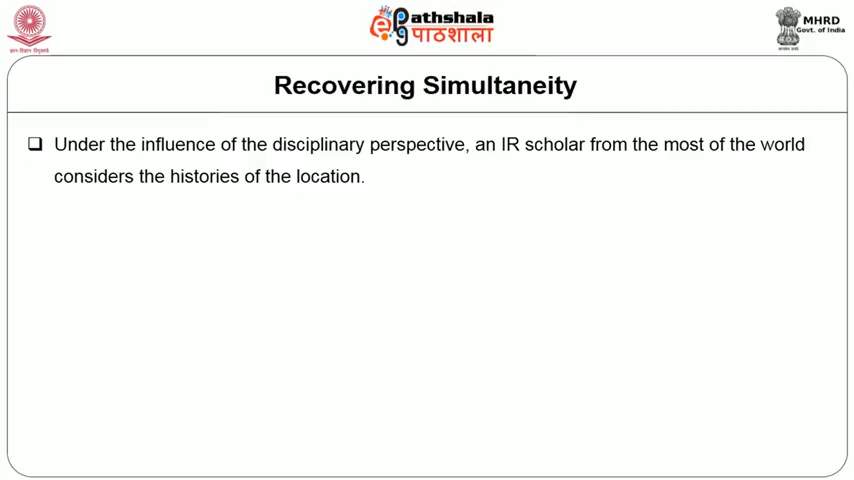 ePGpathshala
पाठशाला
MHRD
Govt. of India
Recovering Simultaneity
Under the influence of the disciplinary perspective, an IR scholar from the most of the world
considers the histories of the location.